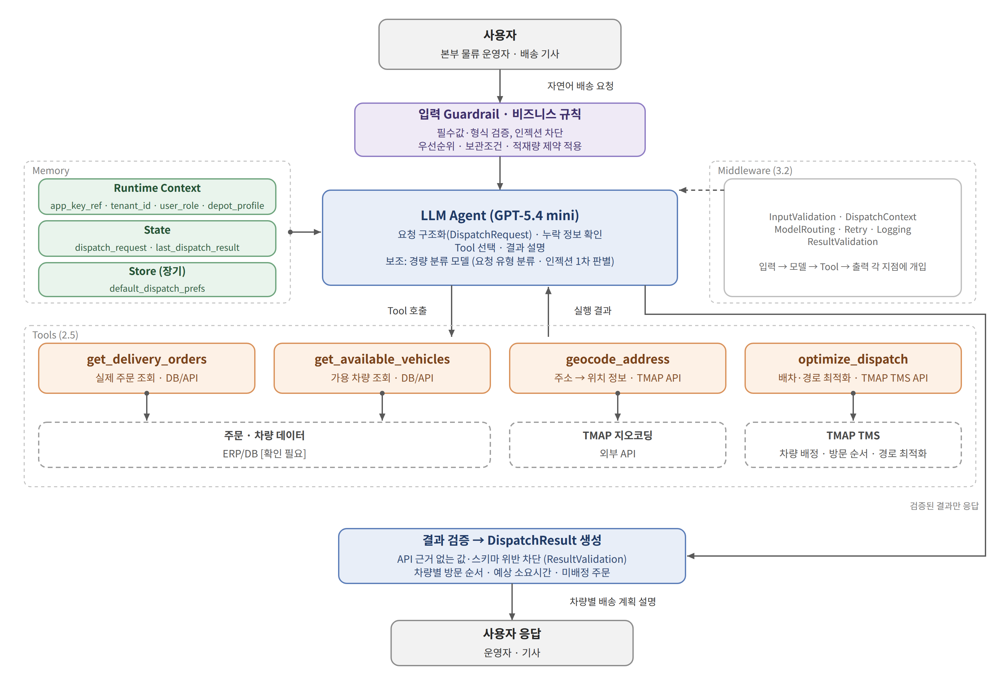 사용자
본부 물류 운영자 · 배송 기사
자연어 배송 요청
입력 Guardrail · 비즈니스 규칙
필수값·형식 검증, 인젝션 차단
우선순위 · 보관조건 · 적재량 제약 적용
Memory
Runtime Context
app_key_ref · tenant_id · user_role · depot_profile
State
dispatch_request · last_dispatch_result
Store (장기)
default_dispatch_prefs
LLM Agent (GPT-5.4 mini)
요청 구조화(DispatchRequest) · 누락 정보 확인
Tool 선택 · 결과 설명
보조: 경량 분류 모델 (요청 유형 분류 · 인젝션 1차 판별)
Middleware (3.2)
InputValidation · DispatchContext
ModelRouting · Retry · Logging
ResultValidation
입력 → 모델 → Tool → 출력 각 지점에 개입
Tool 호출
실행 결과
Tools (2.5)
get_delivery_orders
실제 주문 조회 · DB/API
get_available_vehicles
가용 차량 조회 · DB/API
geocode_address
주소 → 위치 정보 · TMAP API
optimize_dispatch
배차·경로 최적화 · TMAP TMS API
주문 · 차량 데이터
ERP/DB [확인 필요]
TMAP 지오코딩
외부 API
TMAP TMS
차량 배정 · 방문 순서 · 경로 최적화
검증된 결과만 응답
결과 검증 → DispatchResult 생성
API 근거 없는 값·스키마 위반 차단 (ResultValidation)
차량별 방문 순서 · 예상 소요시간 · 미배정 주문
차량별 배송 계획 설명
사용자 응답
운영자 · 기사